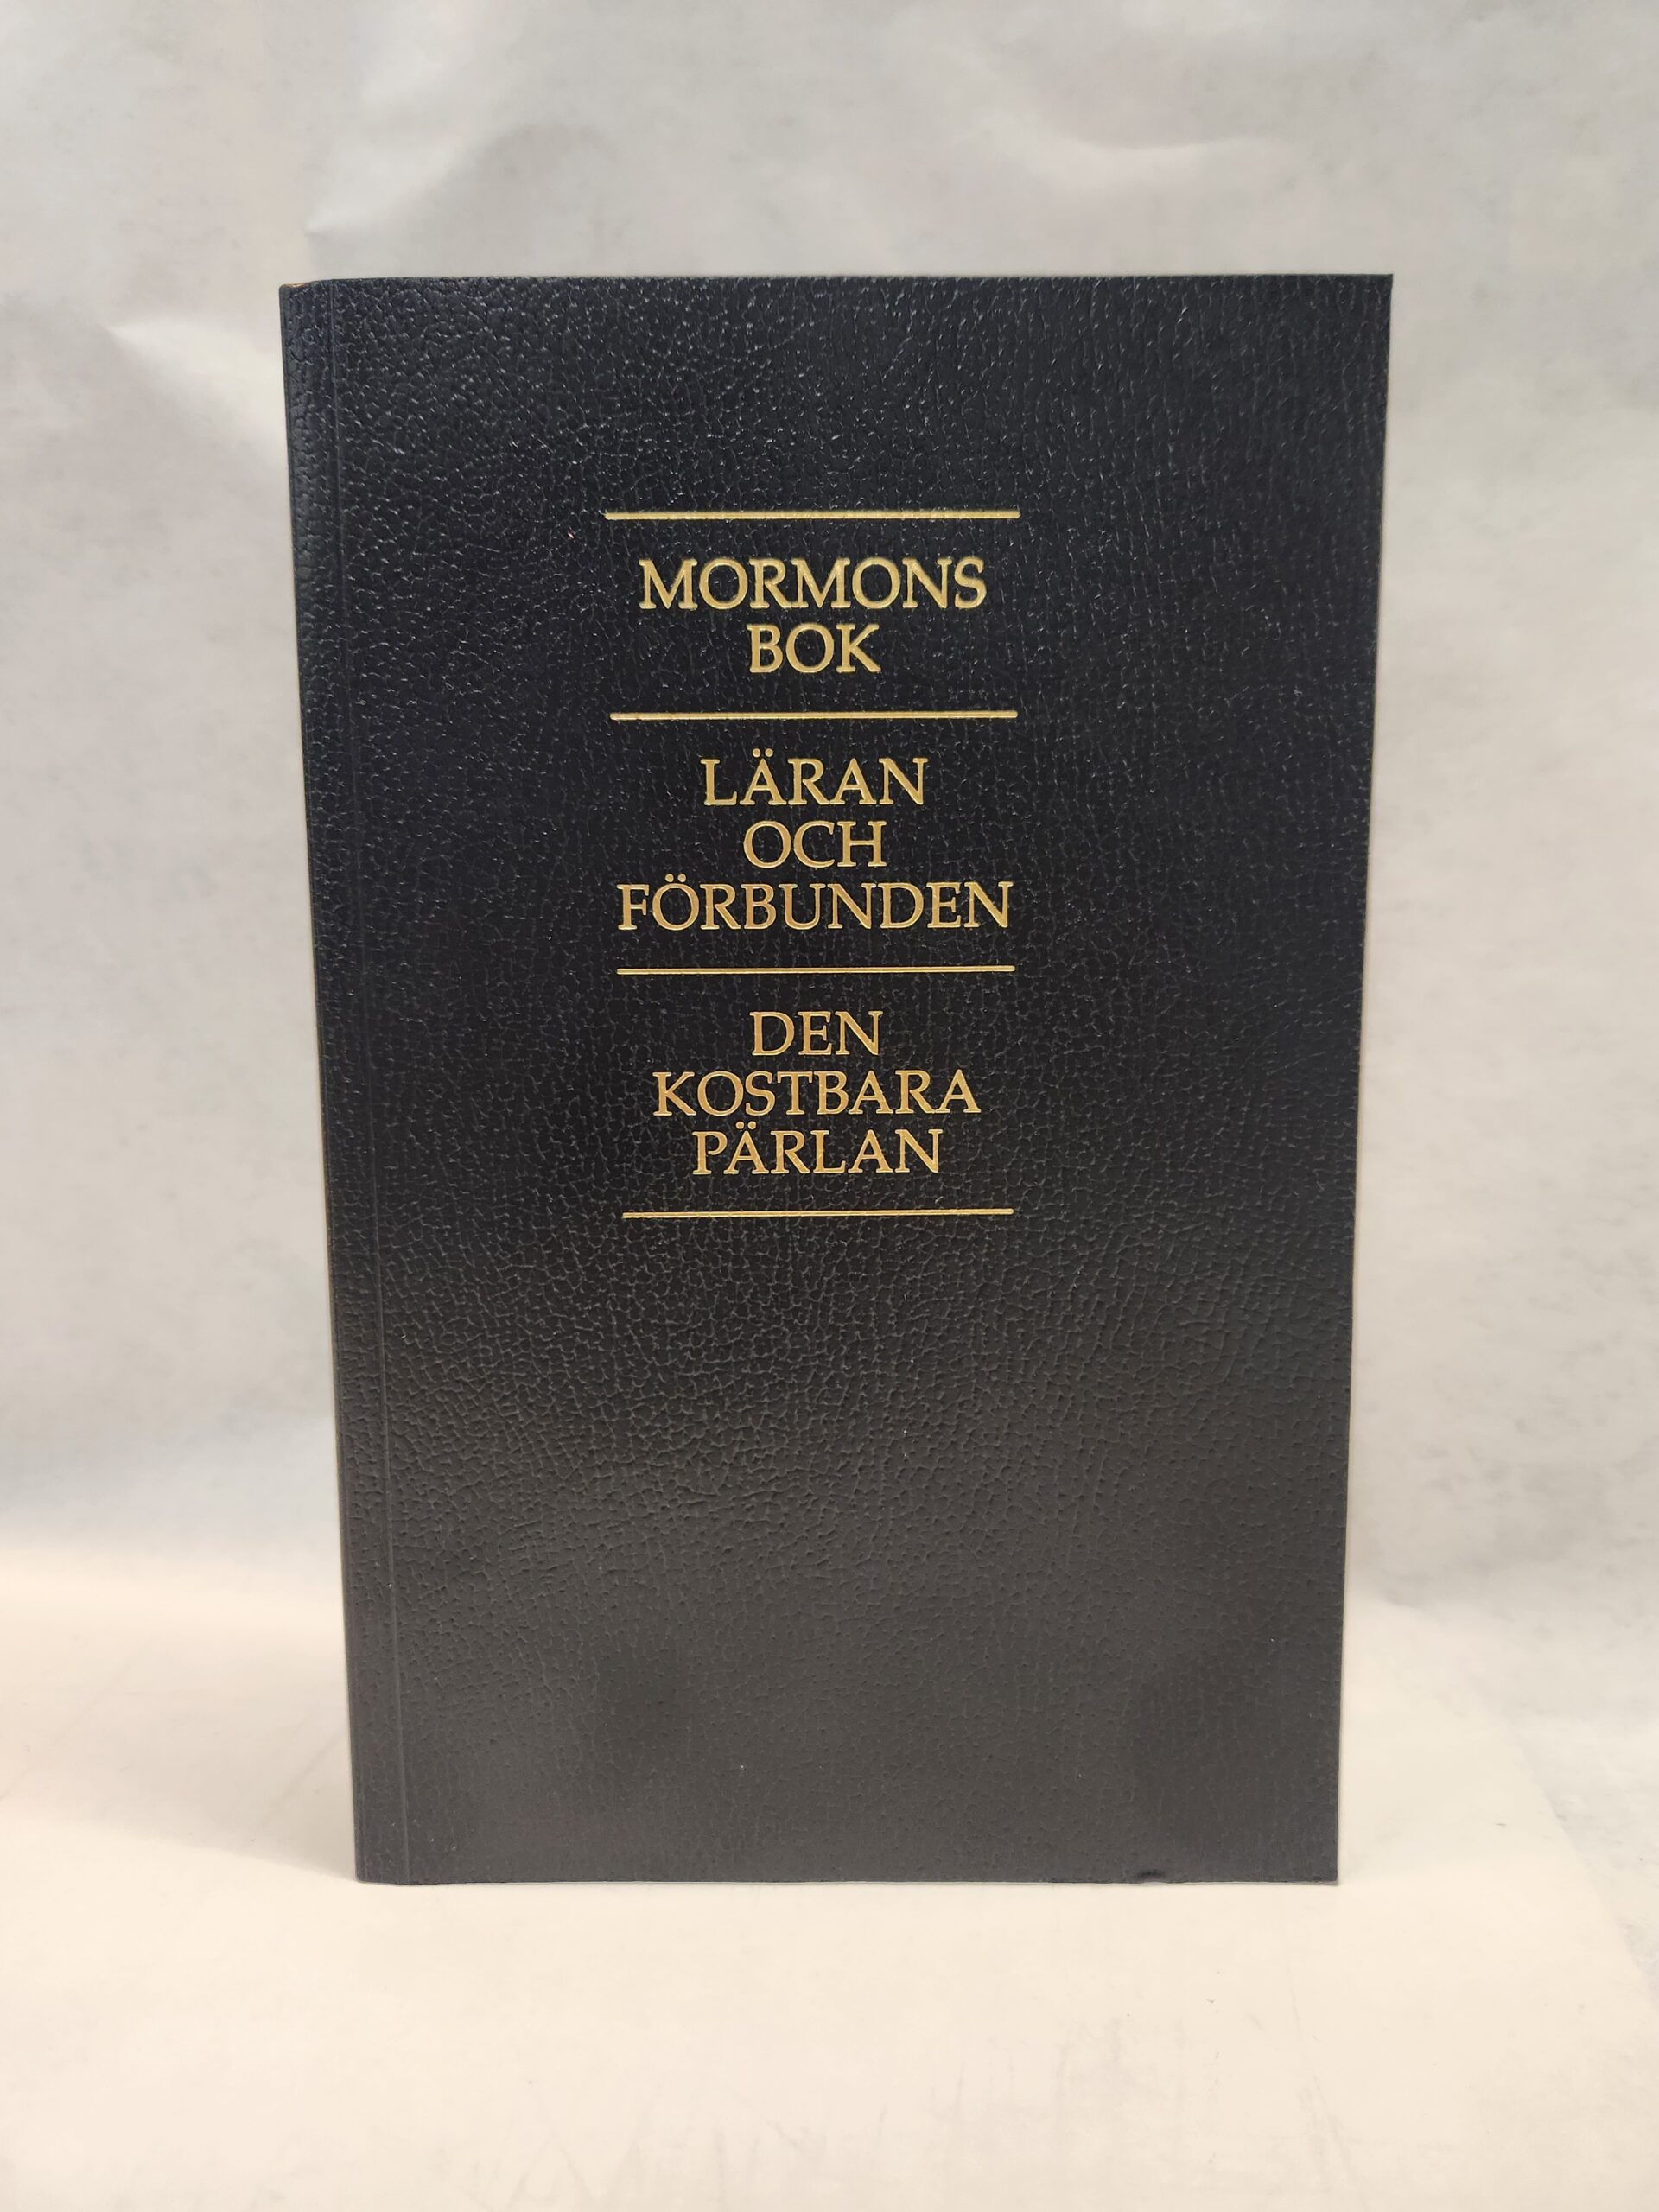 MORMONS
BOK
LÄRAN
OCH
FÖRBUNDEN
DEN
KOSTBARA
PÄRLAN